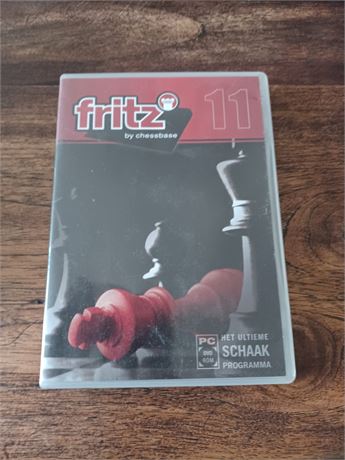 fritz 11
by chessbase
PC
DVD
ROM
HET ULTIEME
SCHAAK
PROGRAMMA